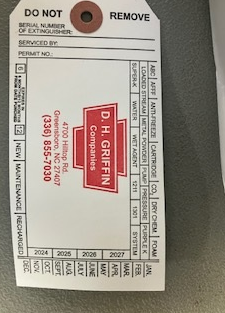 DO NOT REMOVE
SERIAL NUMBER
OF EXTINGUISHER:
SERVICED BY:
PERMIT NO.:
ABC AFFF ANTI-FREEZE CARTRIDGE CO₂ DRY CHEM. FOAM
LOADED STREAM METAL POWDER PUMP PRESSURE PURPLE K
SUPER-K WATER WET AGENT 1211 1301 SYSTEM
D. H. GRIFFIN
Companies
4700 Hilltop Rd.
Greensboro, NC 27407
(336) 855-7030
6
12
NEW MAINTENANCE RECHARGED
2024 2025 2026 2027
JAN.
FEB.
MAR.
APR.
MAY
JUNE
JULY
AUG.
SEPT.
OCT.
NOV.
DEC.